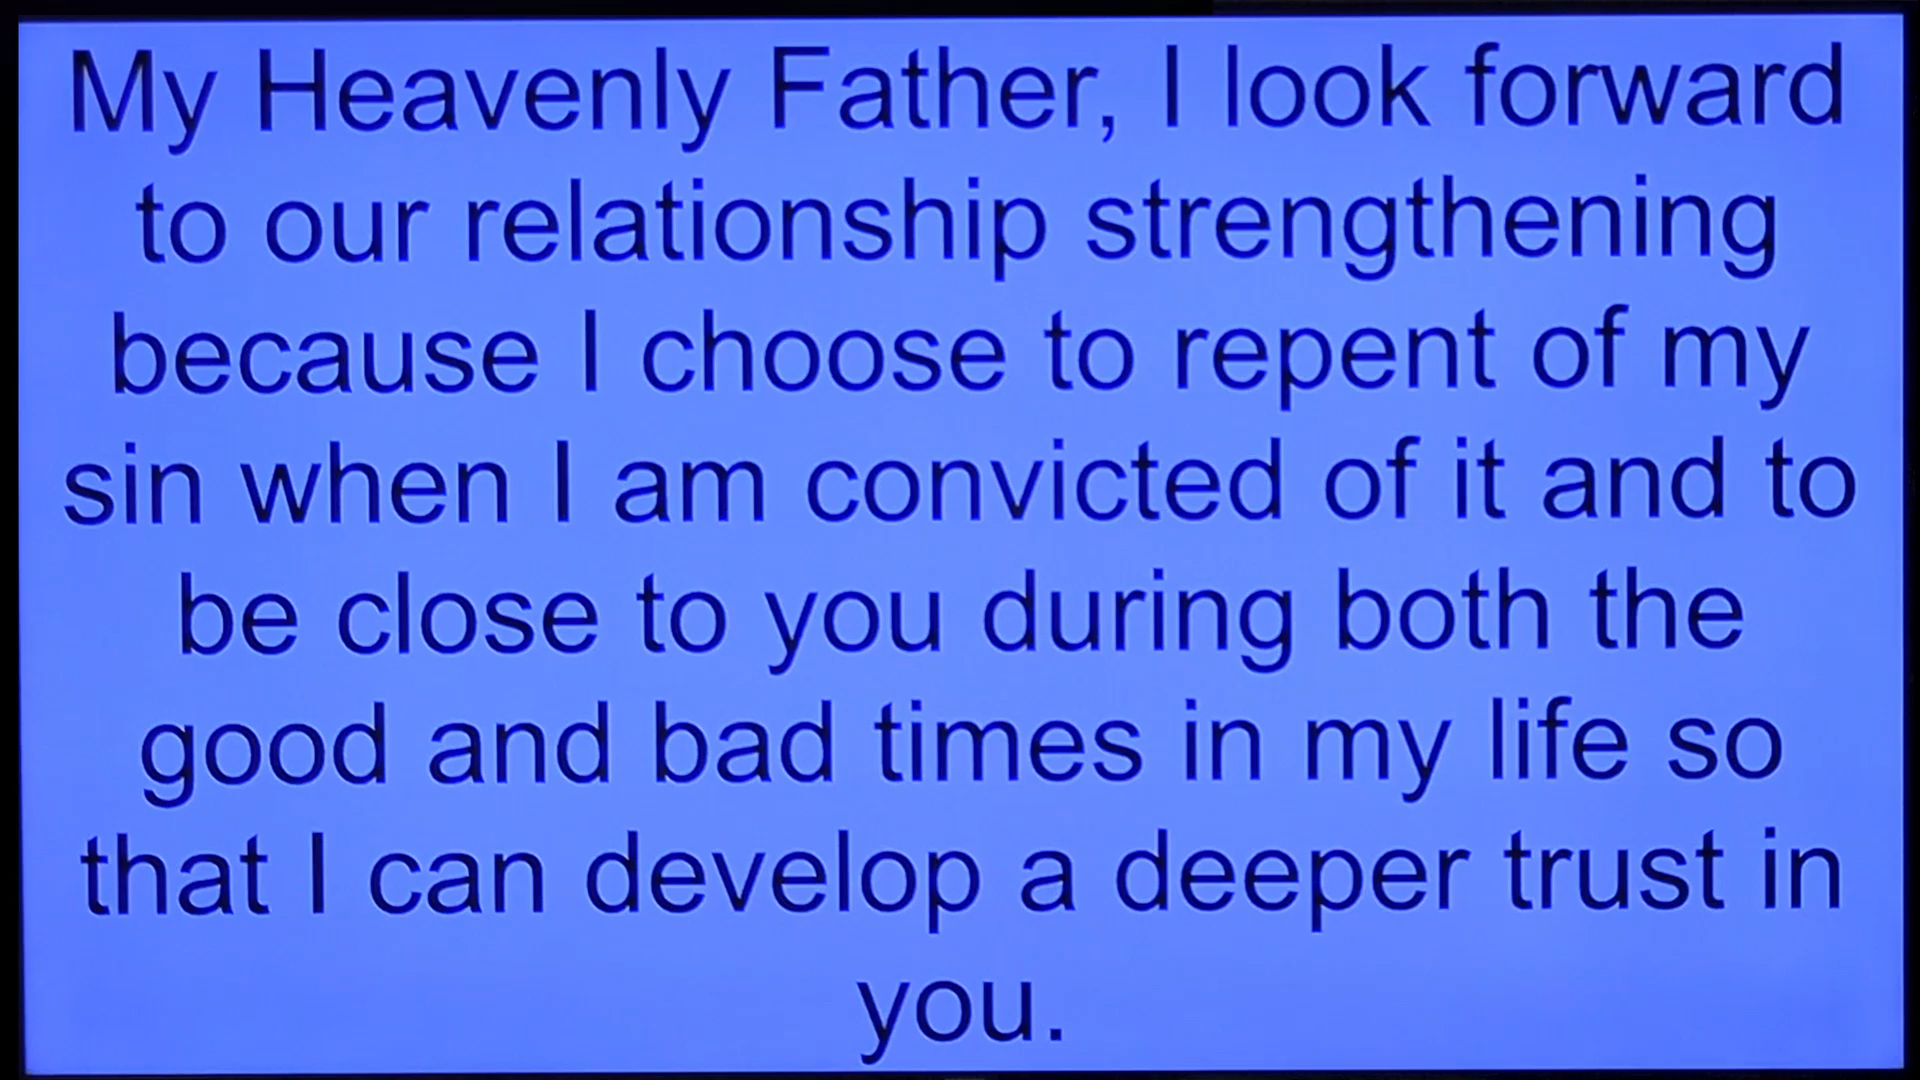 My Heavenly Father, I look forward
to our relationship strengthening
because I choose to repent of my
sin when I am convicted of it and to
be close to you during both the
good and bad times in my life so
that I can develop a deeper trust in
you.